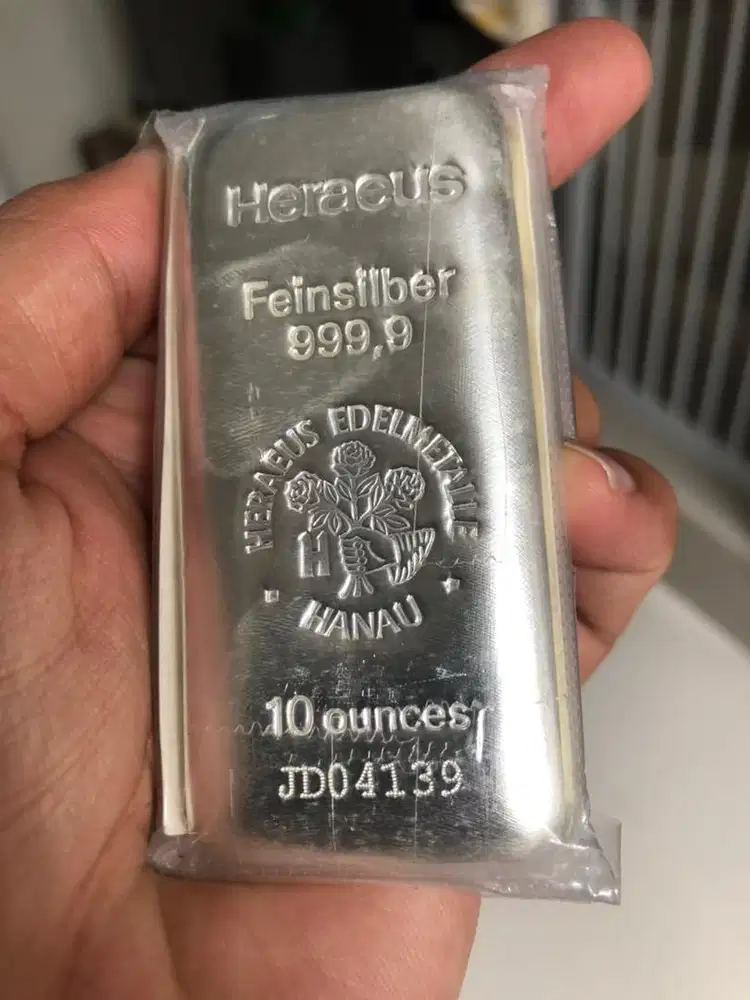 Heraeus
Feinsilber
999,9
HERAEUS EDELMETALLE
H
HANAU
10 ounces
JD04139